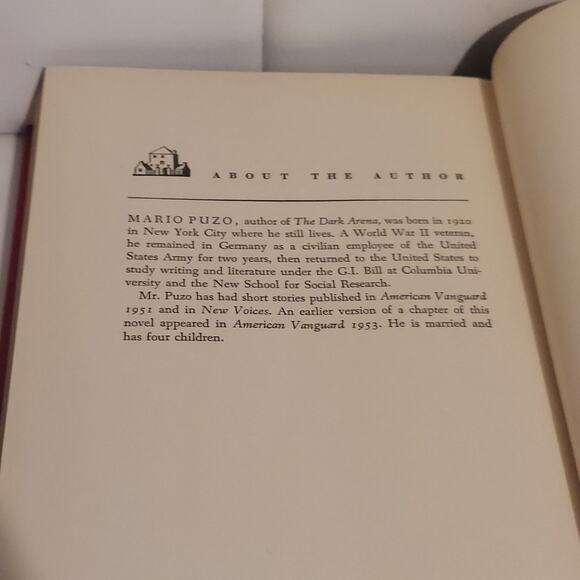 ABOUT THE AUTHOR
MARIO PUZO, author of The Dark Arena, was born in 1920
in New York City where he still lives. A World War II veteran,
he remained in Germany as a civilian employee of the United
States Army for two years, then returned to the United States to
study writing and literature under the G.I. Bill at Columbia Uni-
versity and the New School for Social Research.
Mr. Puzo has had short stories published in American Vanguard
1951 and in New Voices. An earlier version of a chapter of this
novel appeared in American Vanguard 1953. He is married and
has four children.